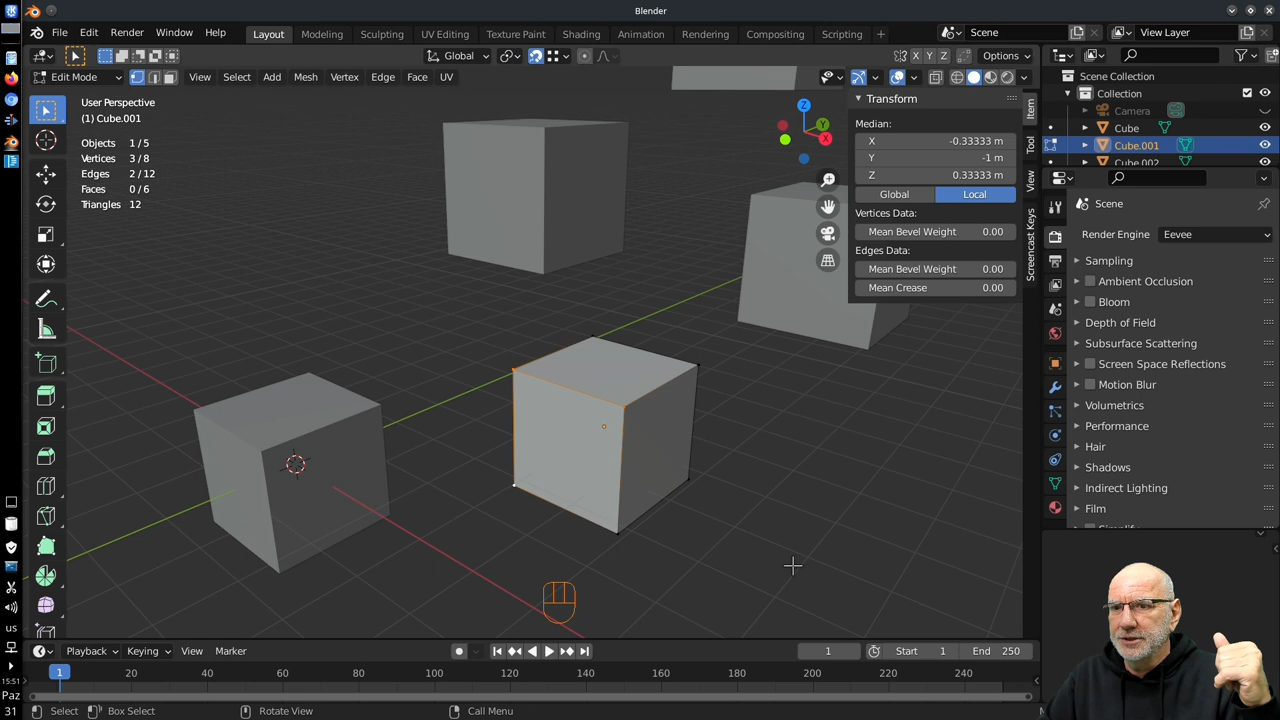 Blender
File Edit Render Window Help
Layout Modeling Sculpting UV Editing Texture Paint Shading Animation Rendering Compositing Scripting +
Scene
View Layer
Global
X Y Z
Options
Edit Mode
View Select Add Mesh Vertex Edge Face UV
User Perspective
(1) Cube.001
Objects 1/5
Vertices 3/8
Edges 2/12
Faces 0/6
Triangles 12
Z
Y
X
Transform
Median:
X -0.33333 m
Y -1 m
Z 0.33333 m
Global Local
Vertices Data:
Mean Bevel Weight 0.00
Edges Data:
Mean Bevel Weight 0.00
Mean Crease 0.00
Item
Tool
View
Screencast Keys
Scene Collection
Collection
Camera
Cube
Cube.001
Cube.002
Scene
Render Engine Eevee
Sampling
Ambient Occlusion
Bloom
Depth of Field
Subsurface Scattering
Screen Space Reflections
Motion Blur
Volumetrics
Performance
Hair
Shadows
Indirect Lighting
Film
Simplify
Playback Keying View Marker
1
Start 1
End 250
1 20 40 60 80 100 120 140 160 180 200 220 240
Select
Box Select
Rotate View
Call Menu
us
15:51
Paz
31